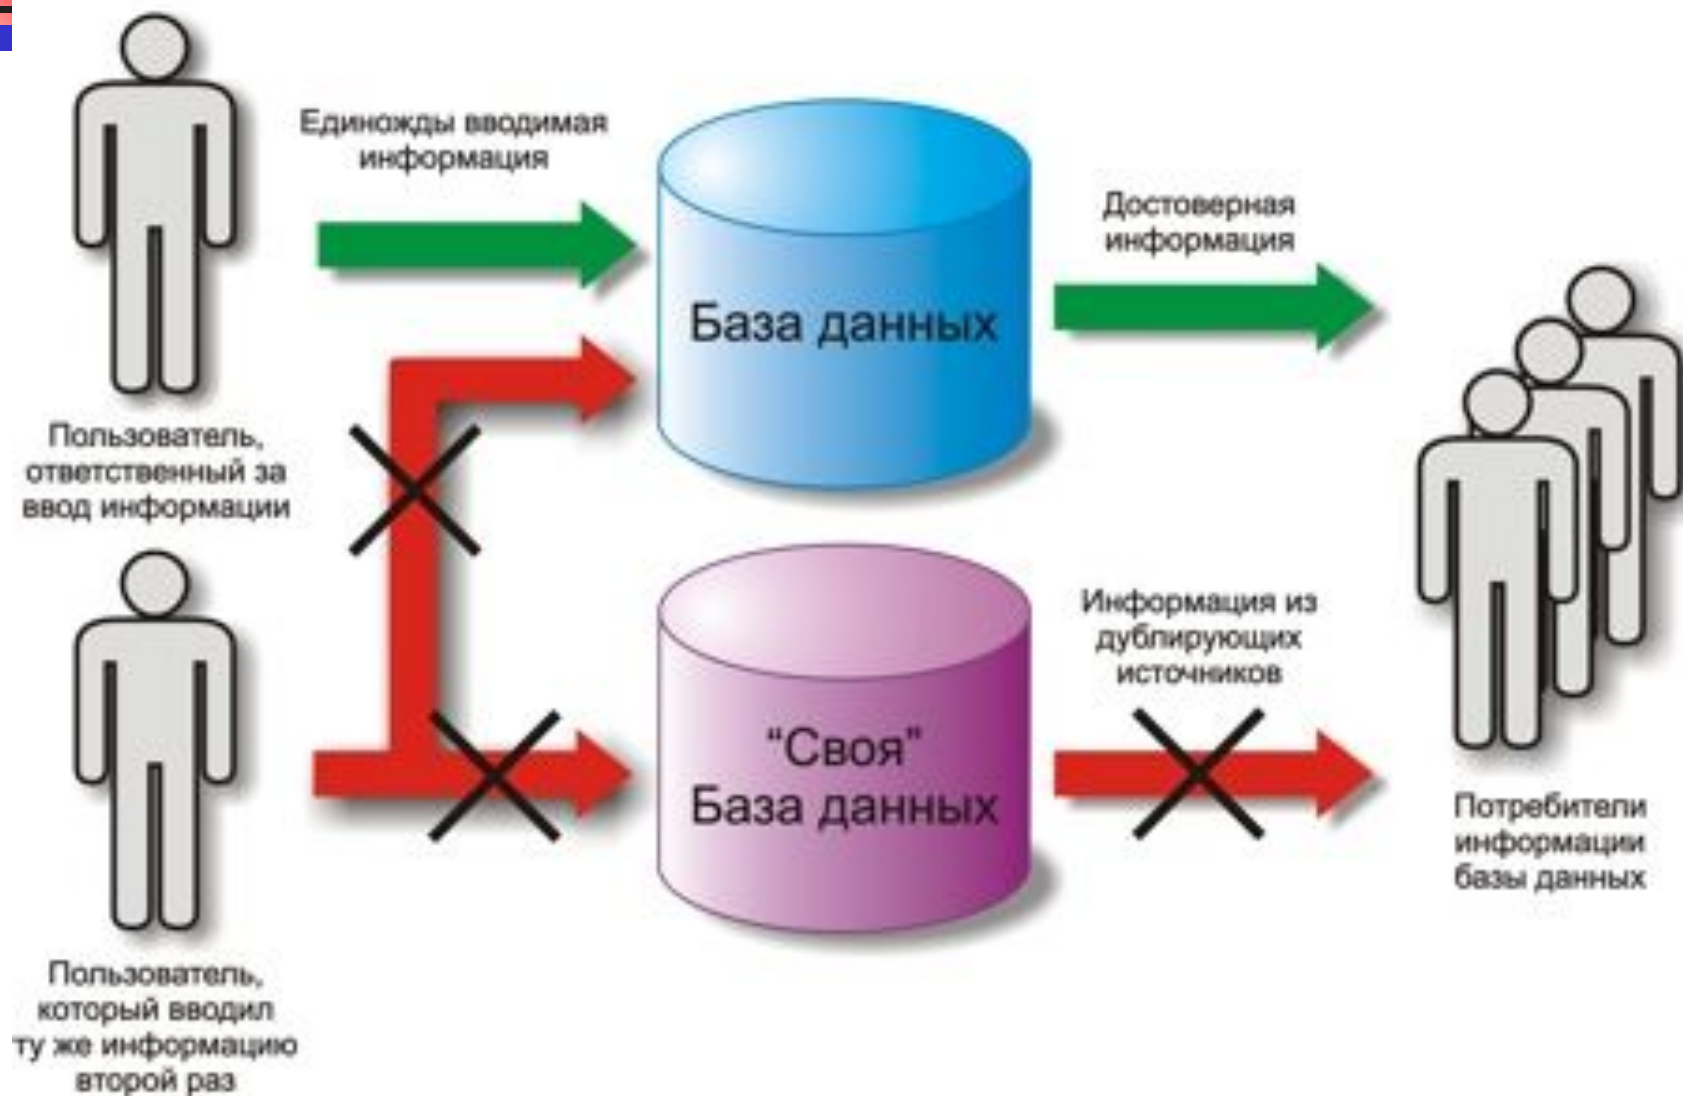 Единожды вводимая
информация
Достоверная
информация
База данных
Пользователь,
ответственный за
ввод информации
Информация из
дублирующих
источников
“Своя”
База данных
Потребители
информации
базы данных
Пользователь,
который вводил
ту же информацию
второй раз